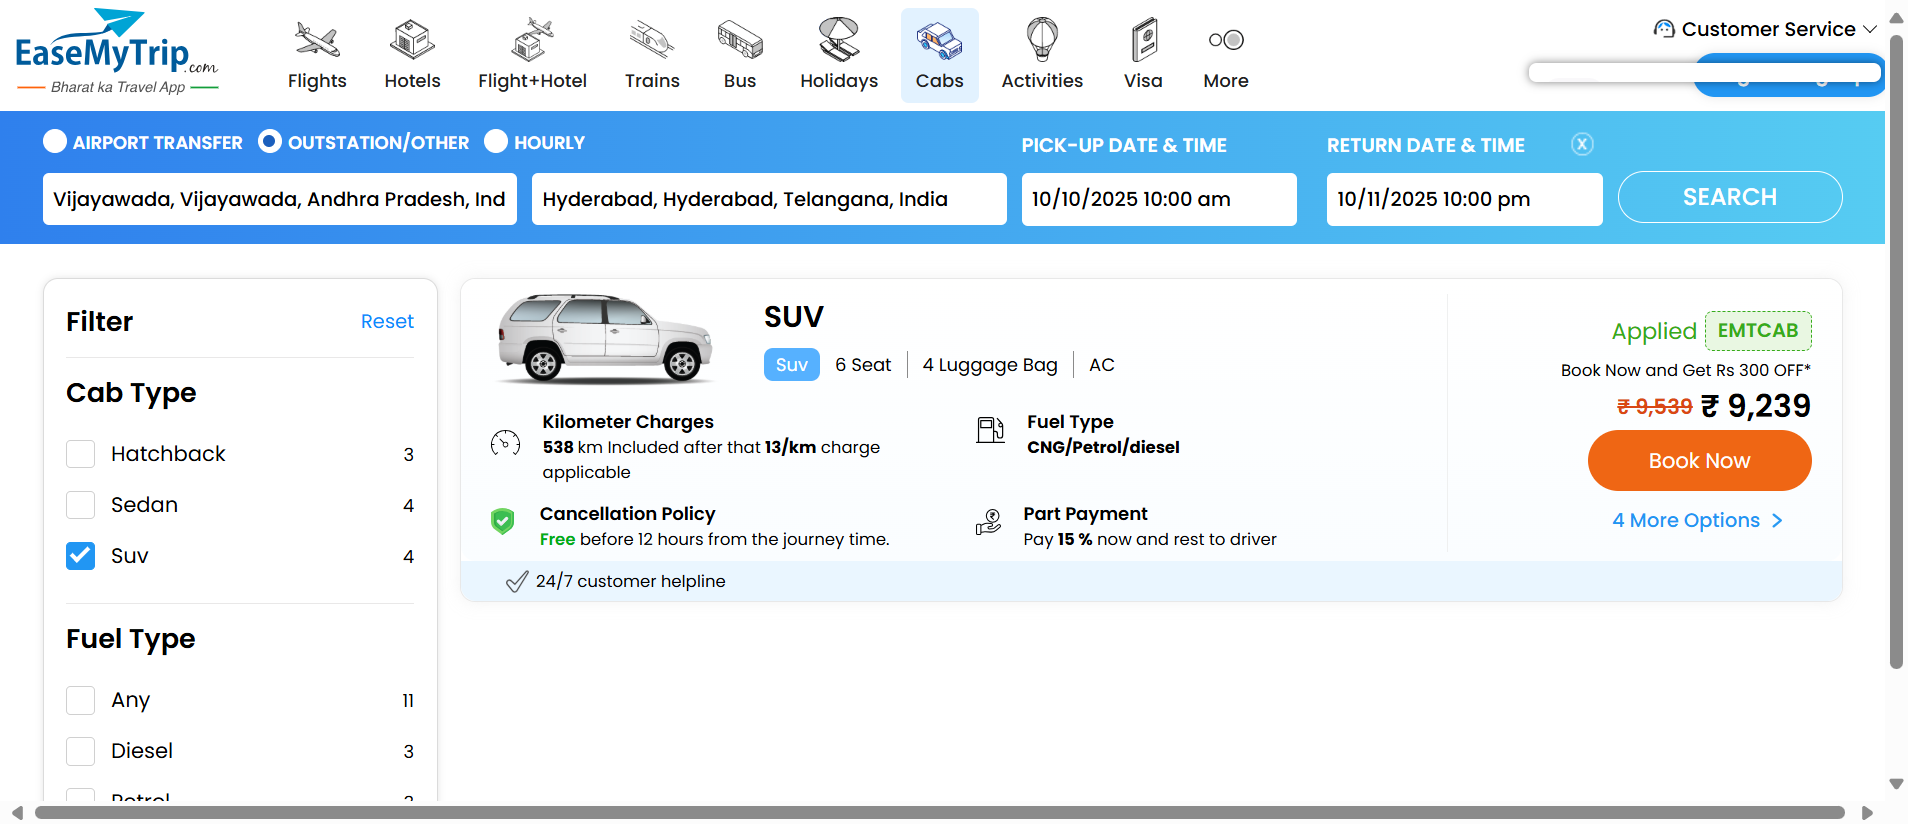 EaseMyTrip.com
Bharat ka Travel App
Flights
Hotels
Flight+Hotel
Trains
Bus
Holidays
Cabs
Activities
Visa
More
Customer Service
AIRPORT TRANSFER
OUTSTATION/OTHER
HOURLY
PICK-UP DATE & TIME
RETURN DATE & TIME
X
Vijayawada, Vijayawada, Andhra Pradesh, Ind
Hyderabad, Hyderabad, Telangana, India
10/10/2025 10:00 am
10/11/2025 10:00 pm
SEARCH
Filter
Reset
Cab Type
Hatchback 3
Sedan 4
Suv 4
Fuel Type
Any 11
Diesel 3
Petrol
SUV
Suv
6 Seat
4 Luggage Bag
AC
Kilometer Charges
538 km Included after that 13/km charge
applicable
Fuel Type
CNG/Petrol/diesel
Cancellation Policy
Free before 12 hours from the journey time.
Part Payment
Pay 15 % now and rest to driver
24/7 customer helpline
Applied EMTCAB
Book Now and Get Rs 300 OFF*
₹ 9,539 ₹ 9,239
Book Now
4 More Options >